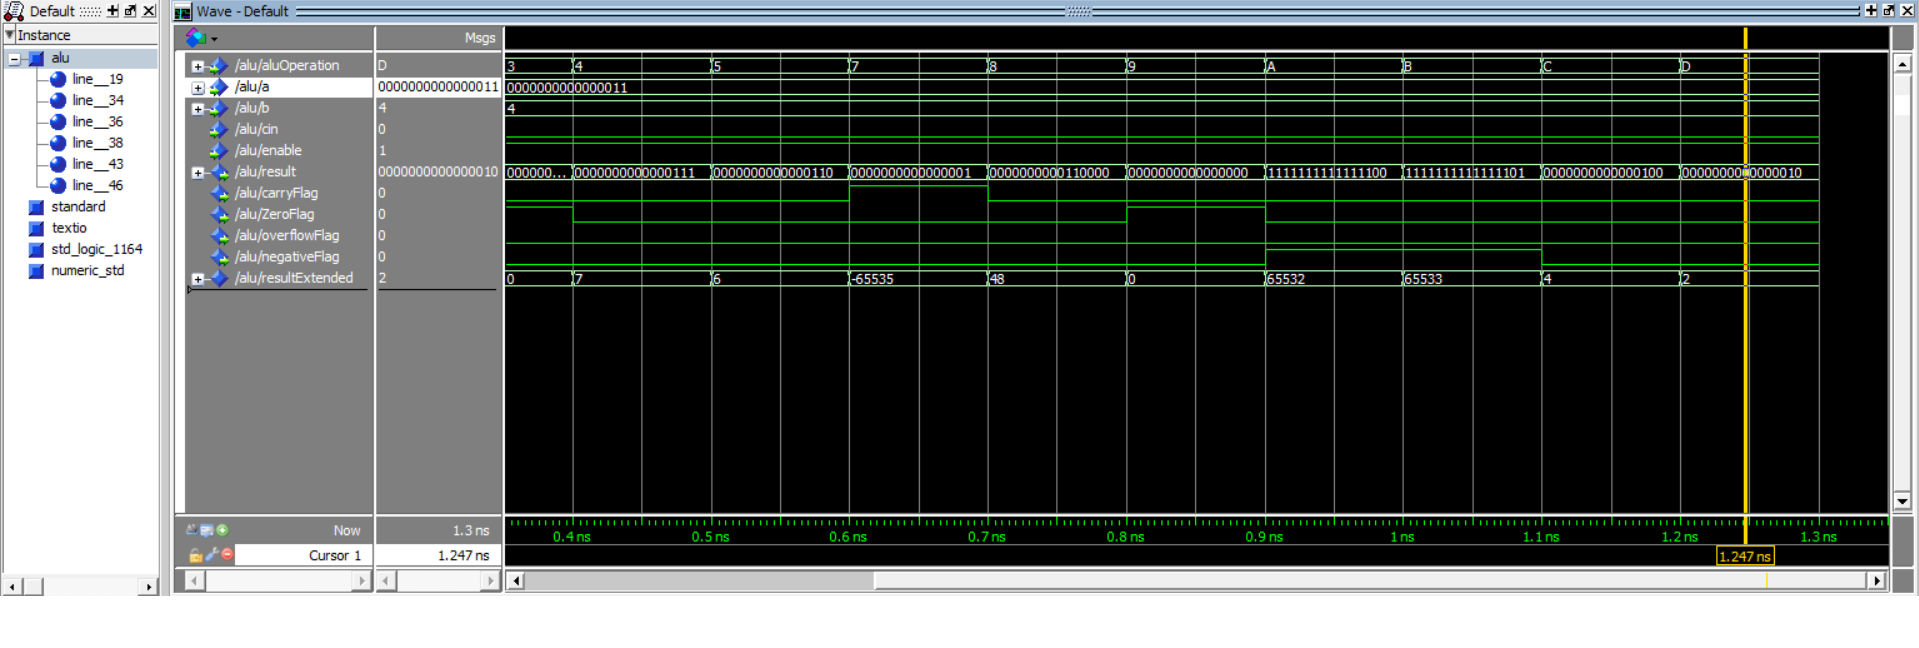 Default
Wave - Default
Instance
alu
line__19
line__34
line__36
line__38
line__43
line__46
standard
textio
std_logic_1164
numeric_std
Msgs
/alu/aluOperation D 3 4 5 7 8 9 A B C D
/alu/a 0000000000000011 0000000000000011
/alu/b 4 4
/alu/cin 0
/alu/enable 1
/alu/result 0000000000000010 000000... 0000000000000111 0000000000000110 0000000000000001 0000000000110000 0000000000000000 1111111111111100 1111111111111101 0000000000000100 0000000000000010
/alu/carryFlag 0
/alu/ZeroFlag 0
/alu/overflowFlag 0
/alu/negativeFlag 0
/alu/resultExtended 2 0 7 6 -65535 48 0 65532 65533 4 2
Now 1.3 ns 0.4 ns 0.5 ns 0.6 ns 0.7 ns 0.8 ns 0.9 ns 1 ns 1.1 ns 1.2 ns 1.3 ns
Cursor 1 1.247 ns 1.247 ns